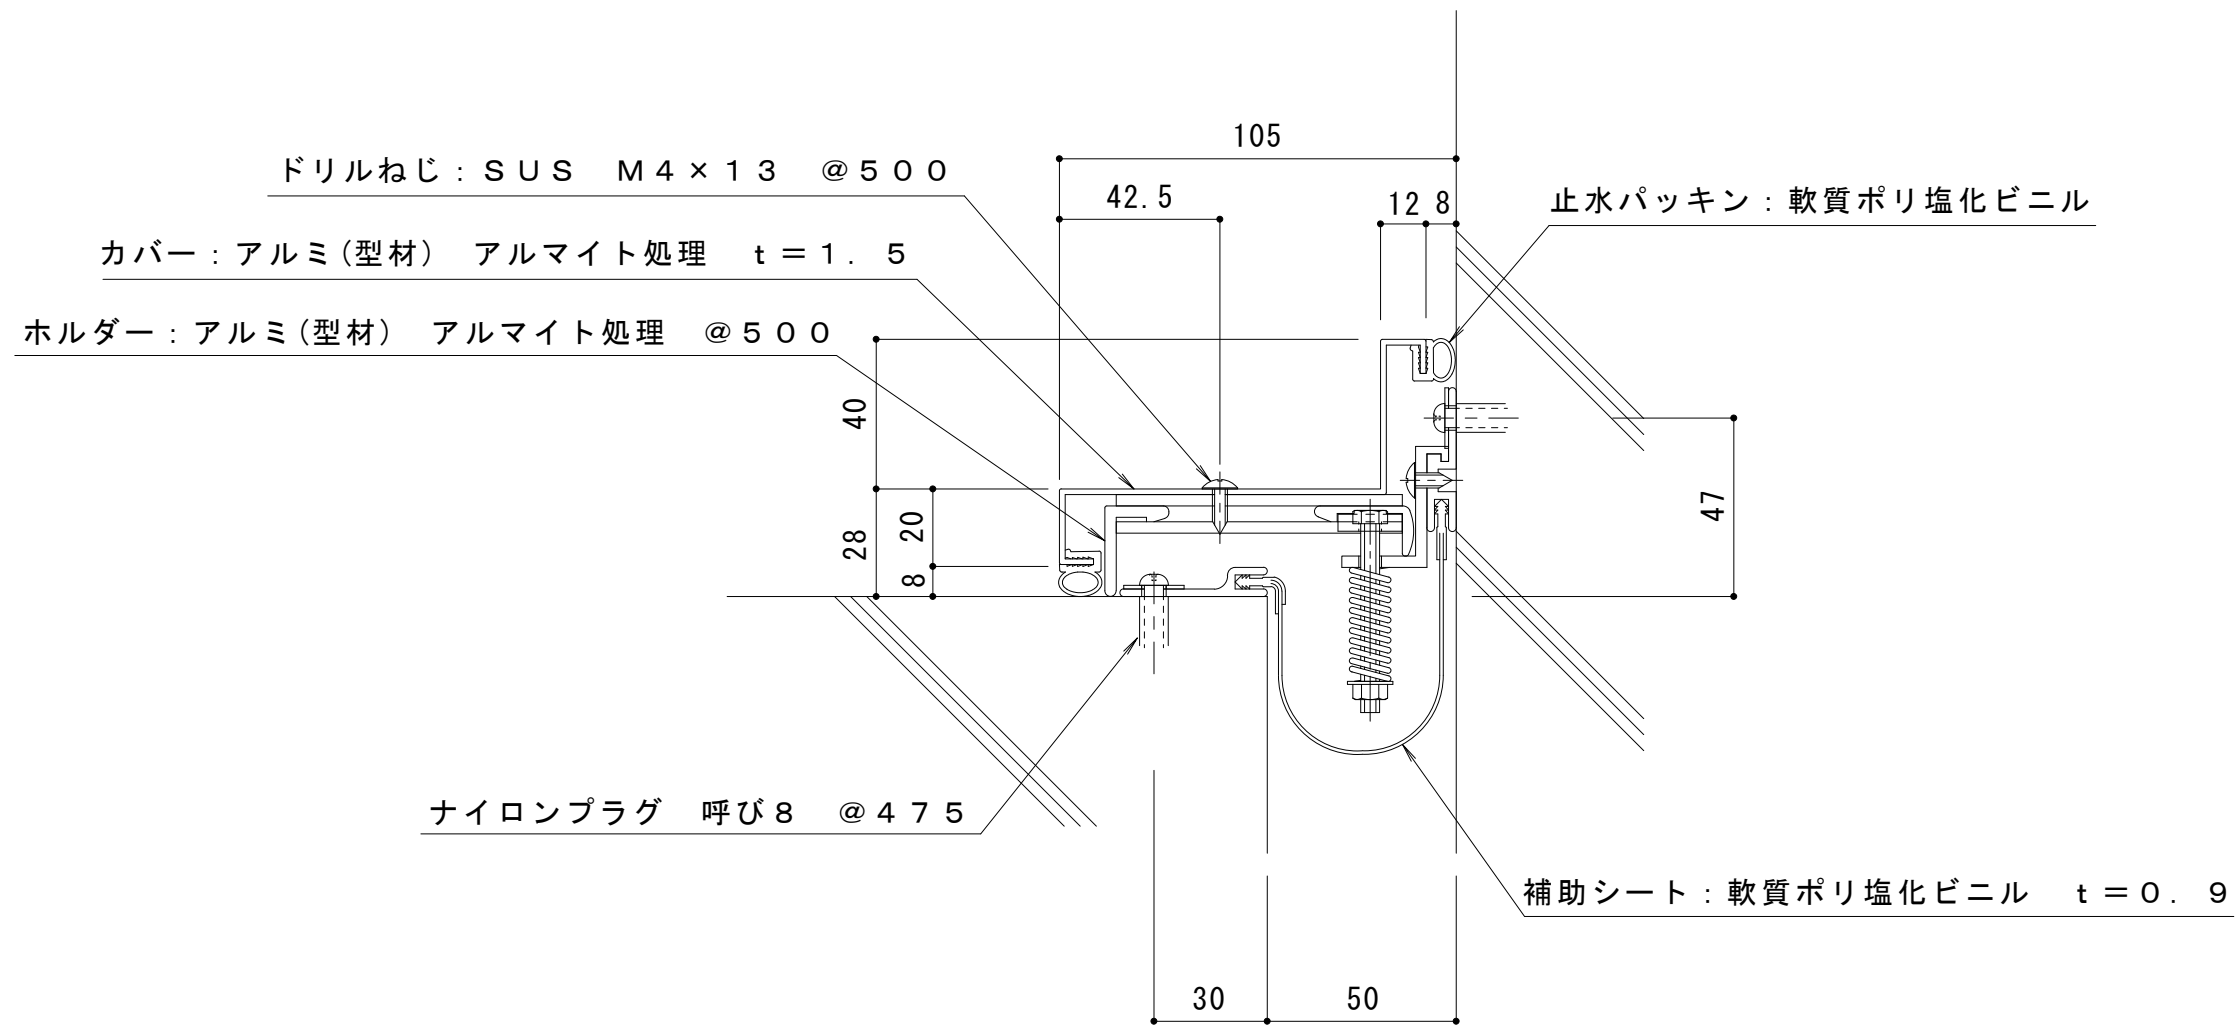 105
ドリルねじ：ＳＵＳ　Ｍ４×１３　＠５００
42.5
12 8
止水パッキン：軟質ポリ塩化ビニル
カバー：アルミ(型材)　アルマイト処理　ｔ＝１．５
ホルダー：アルミ(型材)　アルマイト処理　＠５００
40
28
20
8
47
ナイロンプラグ　呼び８　＠４７５
補助シート：軟質ポリ塩化ビニル　ｔ＝０．９
30
50